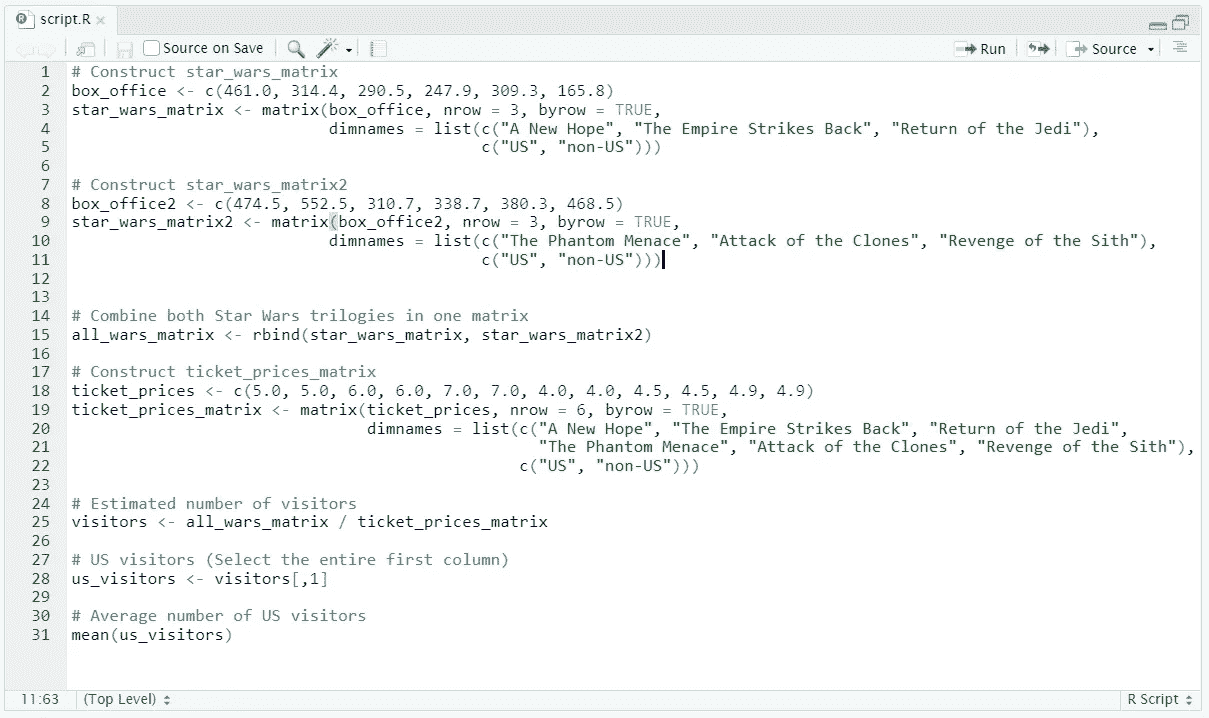 script.R
Source on Save
Run
Source
1 # Construct star_wars_matrix
2 box_office <- c(461.0, 314.4, 290.5, 247.9, 309.3, 165.8)
3 star_wars_matrix <- matrix(box_office, nrow = 3, byrow = TRUE,
4 dimnames = list(c("A New Hope", "The Empire Strikes Back", "Return of the Jedi"),
5 c("US", "non-US")))
6
7 # Construct star_wars_matrix2
8 box_office2 <- c(474.5, 552.5, 310.7, 338.7, 380.3, 468.5)
9 star_wars_matrix2 <- matrix(box_office2, nrow = 3, byrow = TRUE,
10 dimnames = list(c("The Phantom Menace", "Attack of the Clones", "Revenge of the Sith"),
11 c("US", "non-US")))
12
13
14 # Combine both Star Wars trilogies in one matrix
15 all_wars_matrix <- rbind(star_wars_matrix, star_wars_matrix2)
16
17 # Construct ticket_prices_matrix
18 ticket_prices <- c(5.0, 5.0, 6.0, 6.0, 7.0, 7.0, 4.0, 4.0, 4.5, 4.5, 4.9, 4.9)
19 ticket_prices_matrix <- matrix(ticket_prices, nrow = 6, byrow = TRUE,
20 dimnames = list(c("A New Hope", "The Empire Strikes Back", "Return of the Jedi",
21 "The Phantom Menace", "Attack of the Clones", "Revenge of the Sith"),
22 c("US", "non-US")))
23
24 # Estimated number of visitors
25 visitors <- all_wars_matrix / ticket_prices_matrix
26
27 # US visitors (Select the entire first column)
28 us_visitors <- visitors[,1]
29
30 # Average number of US visitors
31 mean(us_visitors)
11:63 (Top Level) R Script